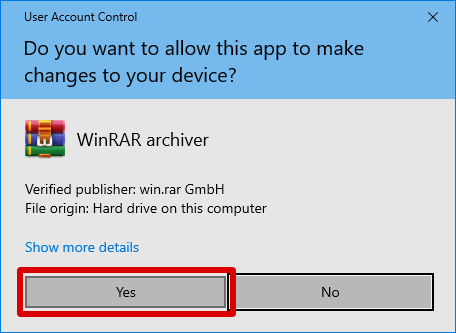 User Account Control
Do you want to allow this app to make
changes to your device?
WinRAR archiver
Verified publisher: win.rar GmbH
File origin: Hard drive on this computer
Show more details
Yes
No